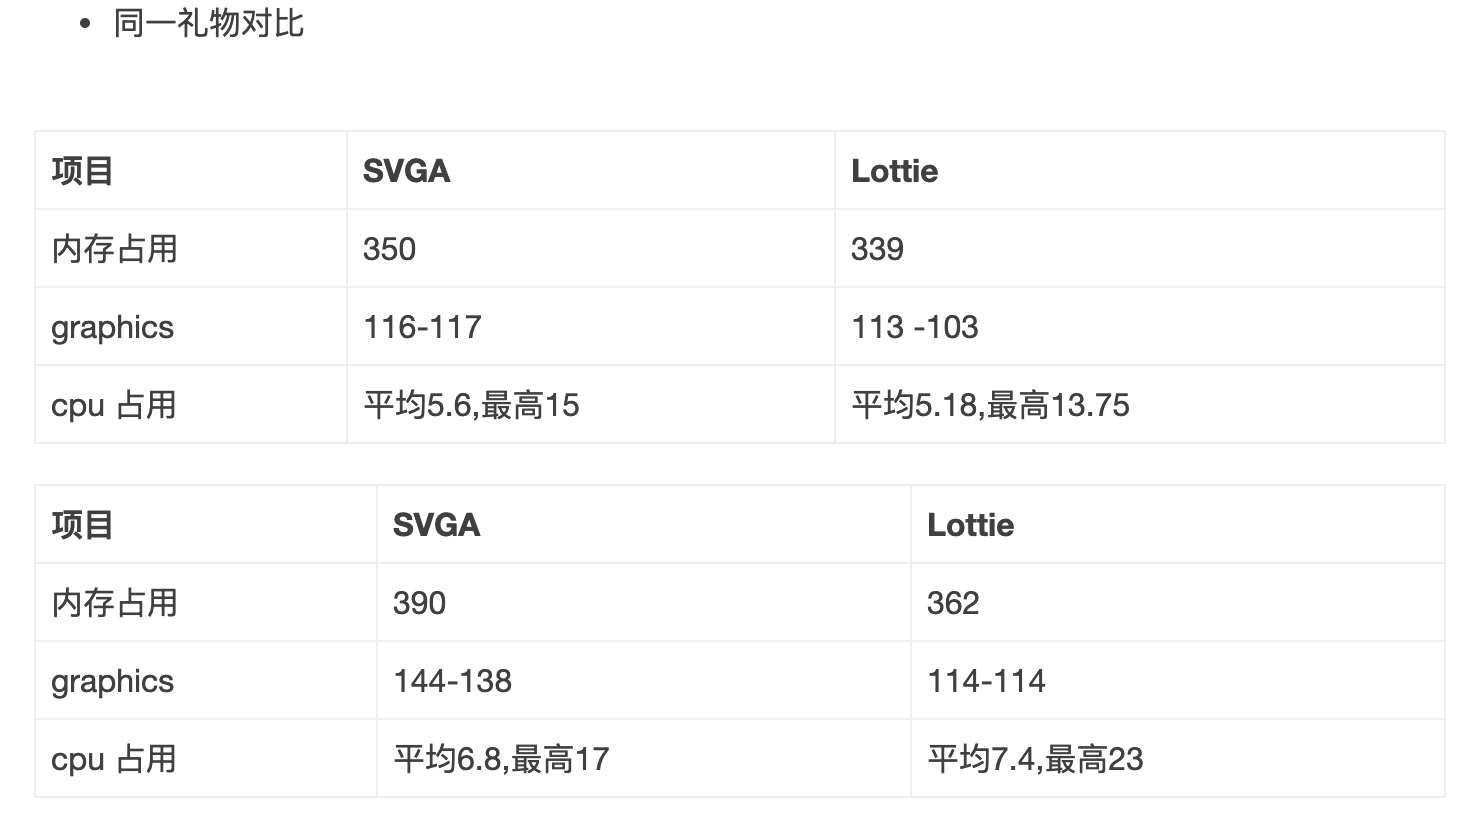 同一礼物对比
项目 SVGA Lottie
内存占用 350 339
graphics 116-117 113 -103
cpu 占用 平均5.6,最高15 平均5.18,最高13.75
项目 SVGA Lottie
内存占用 390 362
graphics 144-138 114-114
cpu 占用 平均6.8,最高17 平均7.4,最高23